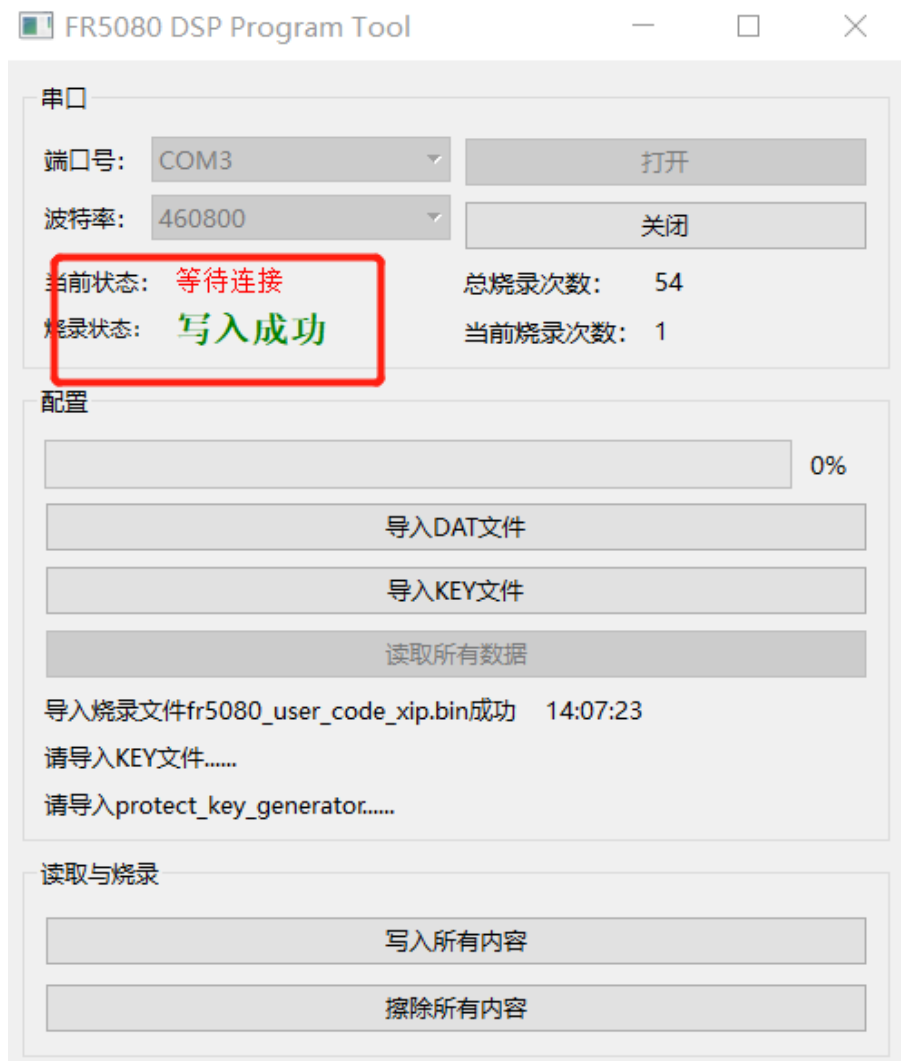 FR5080 DSP Program Tool
串口
端口号: COM3 打开
波特率: 460800 关闭
当前状态: 等待连接 总烧录次数: 54
烧录状态: 写入成功 当前烧录次数: 1
配置
0%
导入DAT文件
导入KEY文件
读取所有数据
导入烧录文件fr5080_user_code_xip.bin成功 14:07:23
请导入KEY文件......
请导入protect_key_generator......
读取与烧录
写入所有内容
擦除所有内容